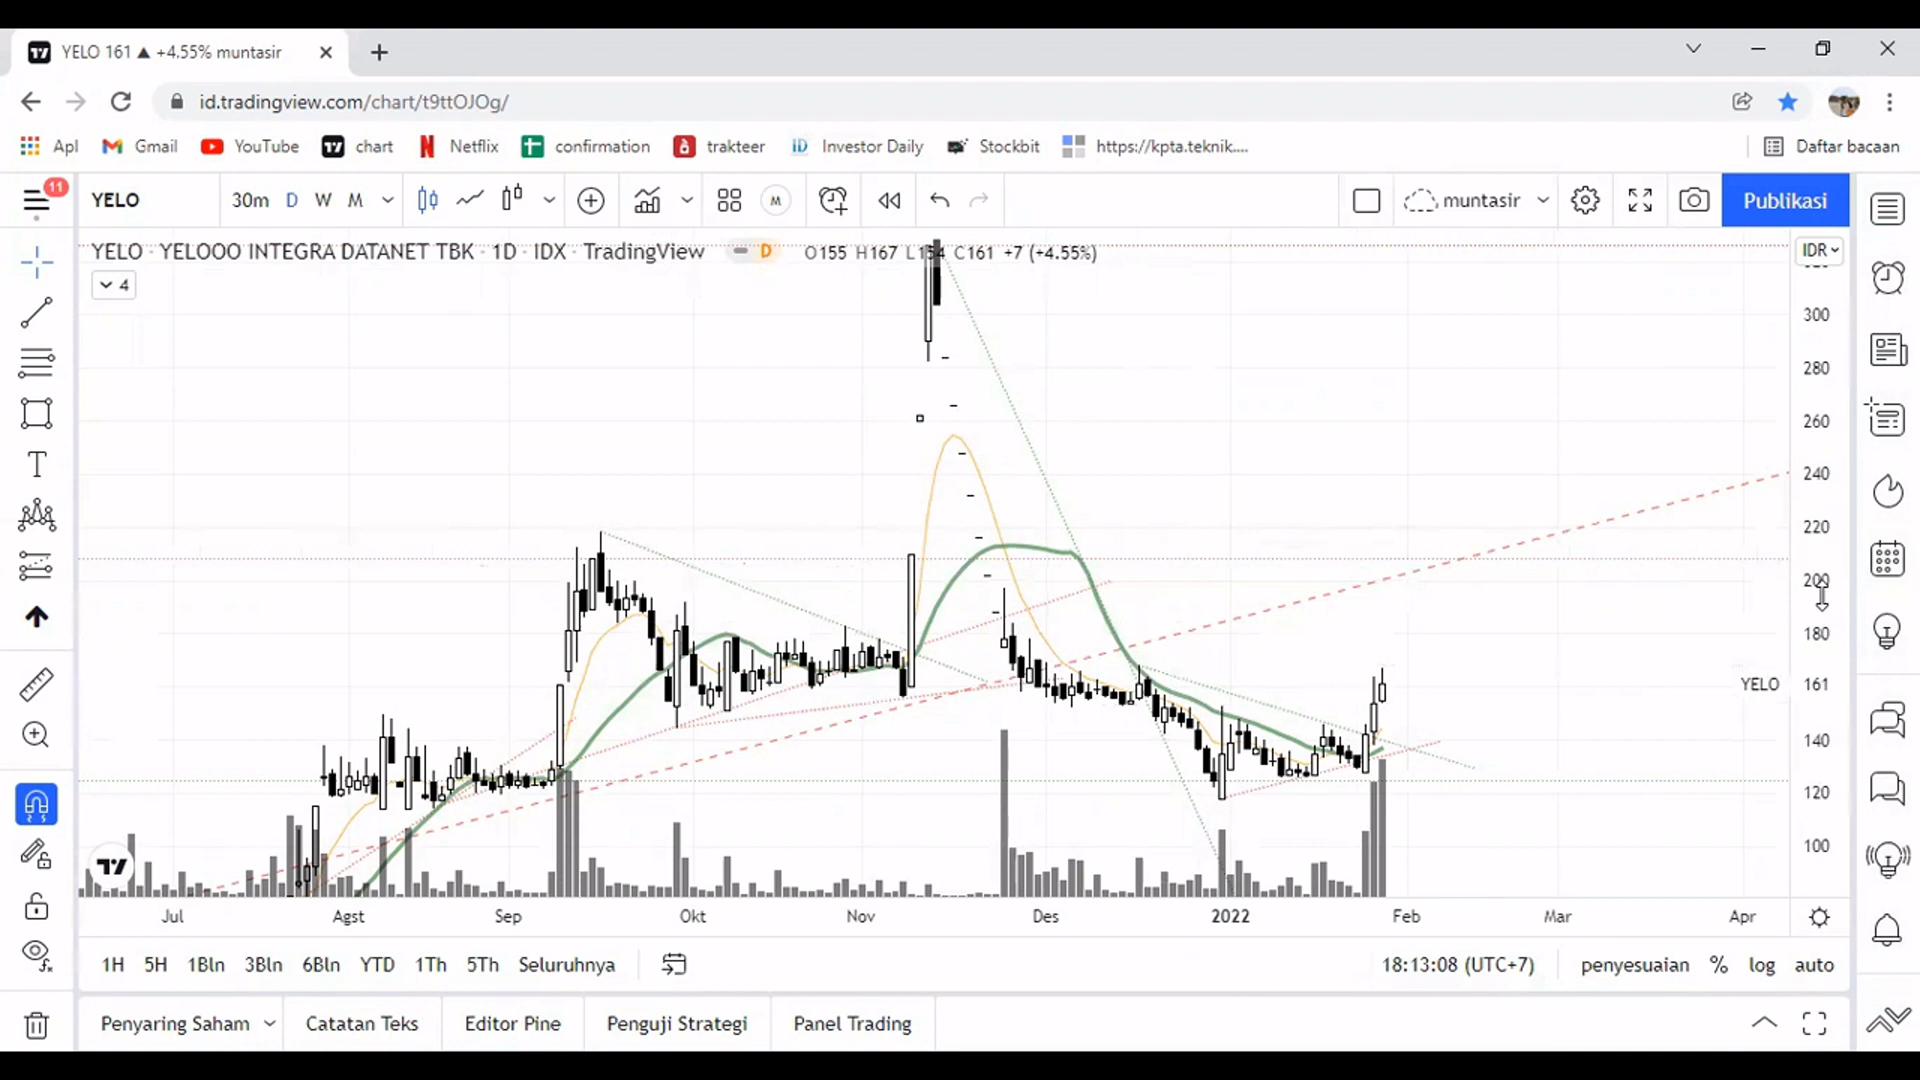 YELO 161 ▲ +4.55% muntasir
id.tradingview.com/chart/t9ttOJOg/
Apl Gmail YouTube chart Netflix confirmation trakteer Investor Daily Stockbit https://kpta.teknik.... Daftar bacaan
11
YELO 30m D W M M muntasir Publikasi
YELO · YELOOO INTEGRA DATANET TBK · 1D · IDX · TradingView D O155 H167 L154 C161 +7 (+4.55%) IDR
4
300
280
260
240
220
200
180
YELO 161
140
120
100
Jul Agst Sep Okt Nov Des 2022 Feb Mar Apr
1H 5H 1Bln 3Bln 6Bln YTD 1Th 5Th Seluruhnya 18:13:08 (UTC+7) penyesuaian % log auto
Penyaring Saham Catatan Teks Editor Pine Penguji Strategi Panel Trading